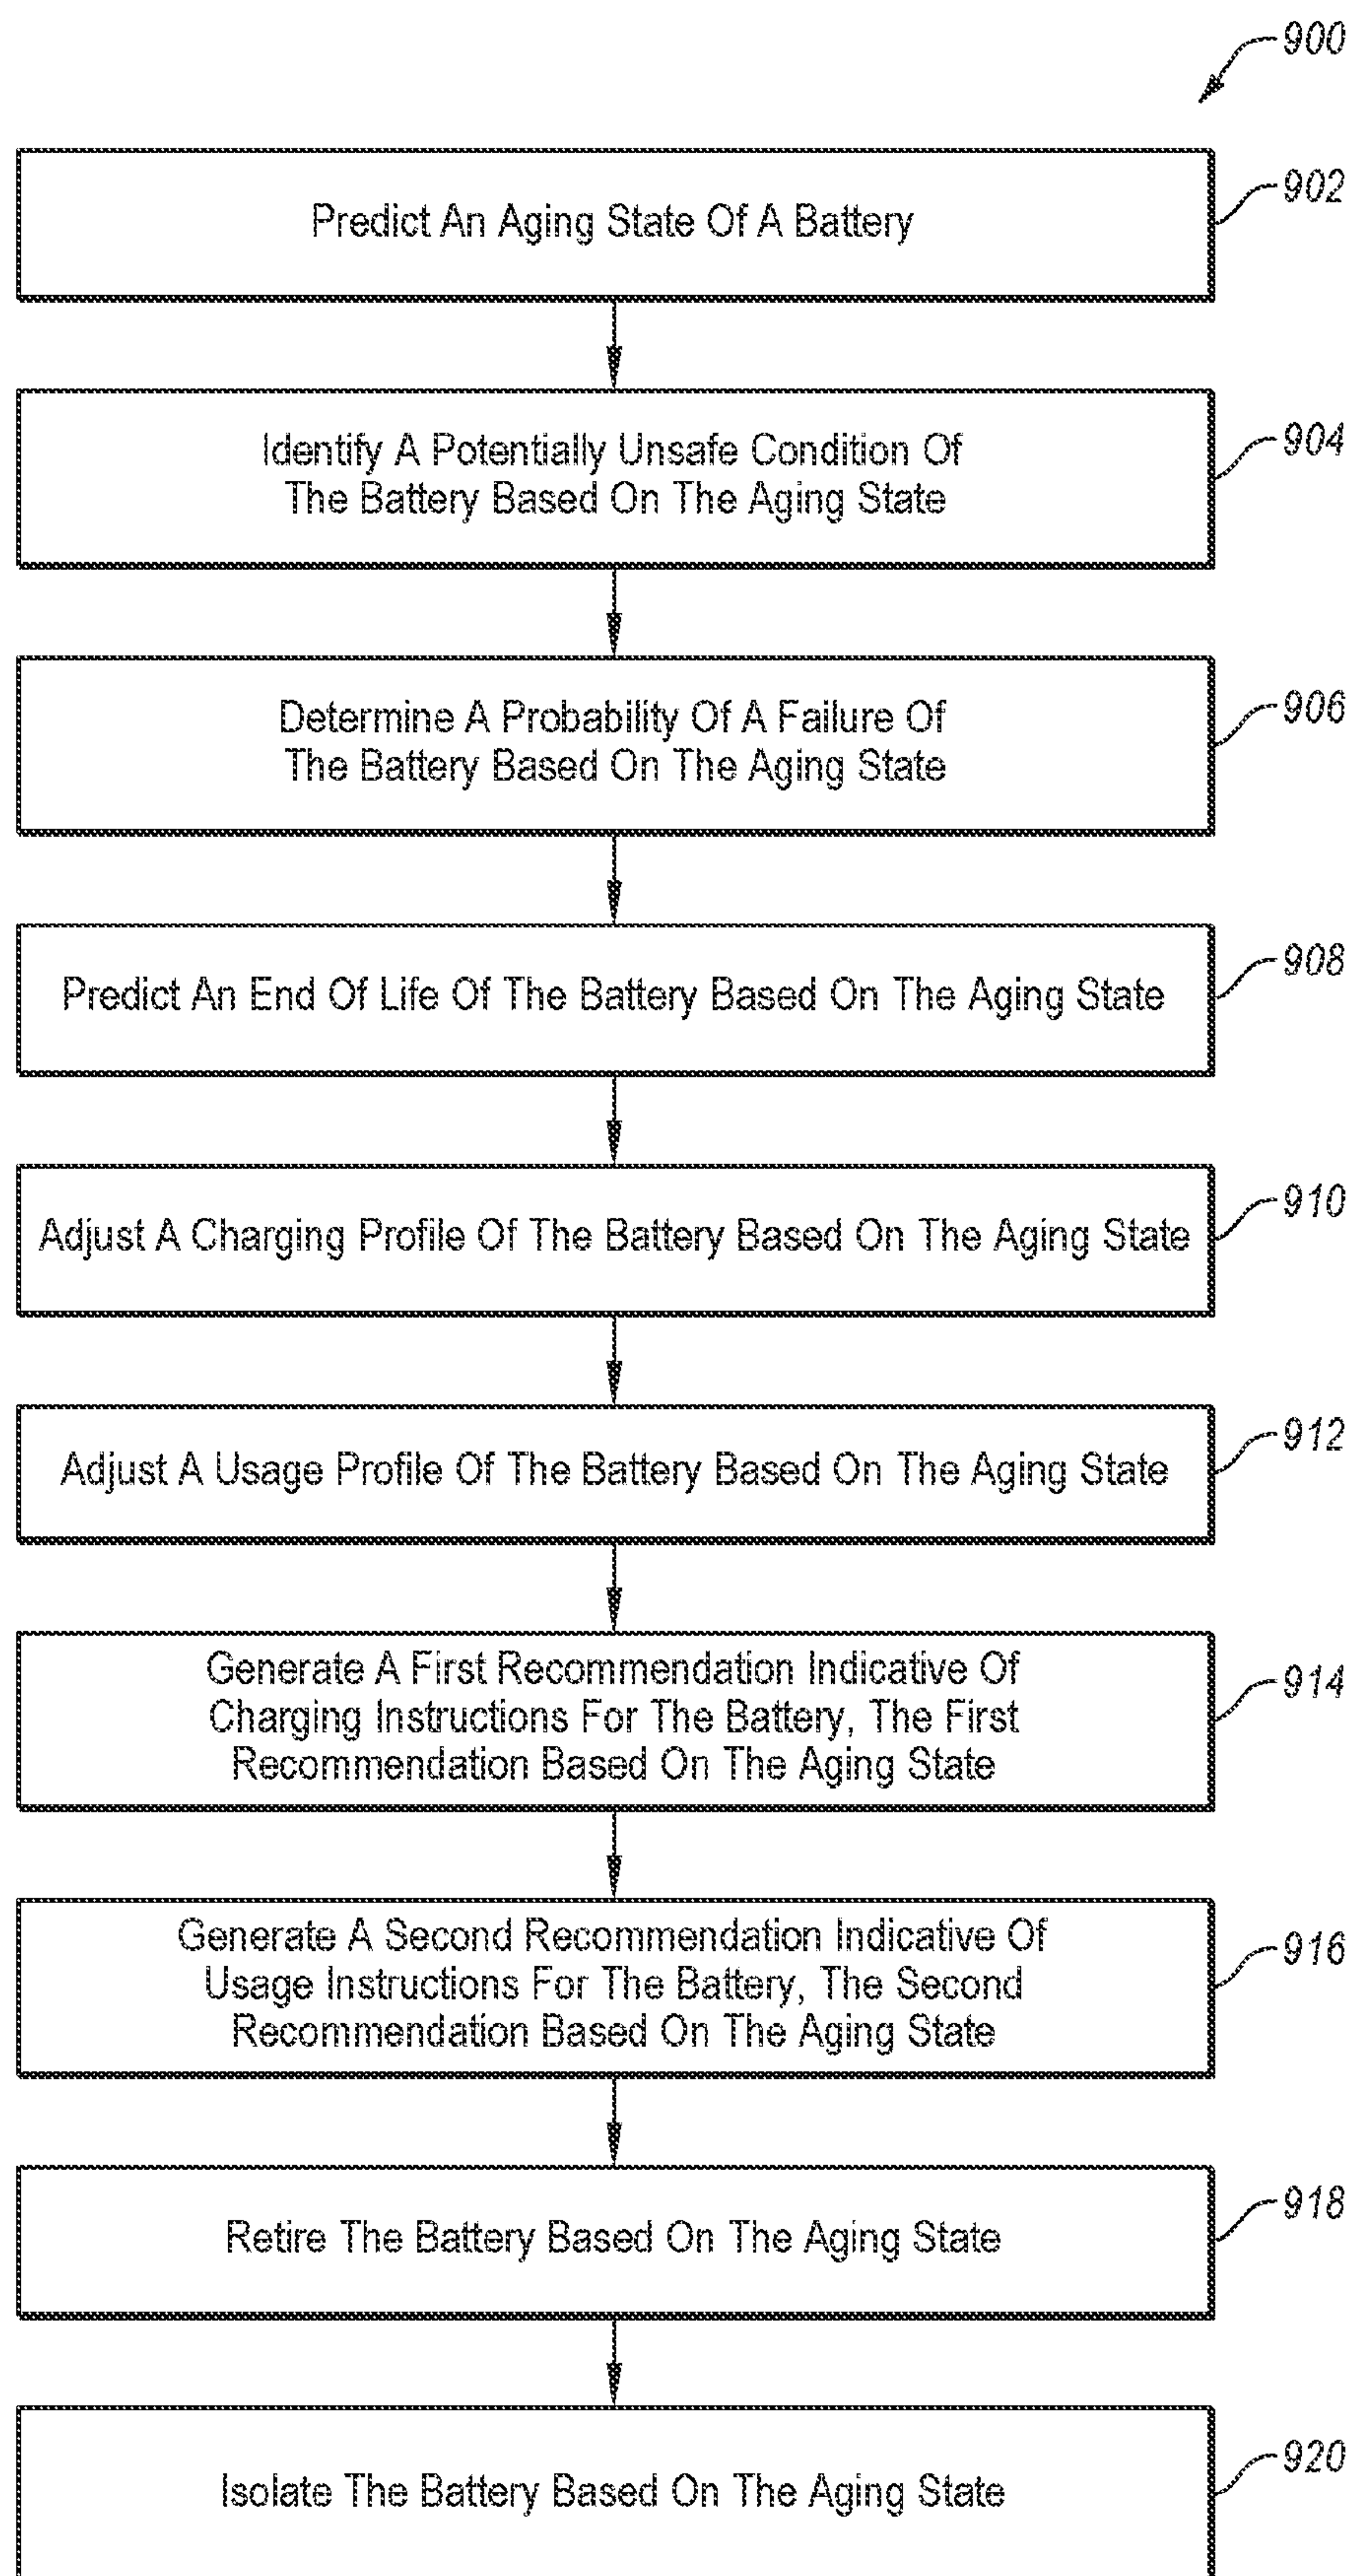 900
Predict An Aging State Of A Battery
902
Identify A Potentially Unsafe Condition Of
The Battery Based On The Aging State
904
Determine A Probability Of A Failure Of
The Battery Based On The Aging State
906
Predict An End Of Life Of The Battery Based On The Aging State
908
Adjust A Charging Profile Of The Battery Based On The Aging State
910
Adjust A Usage Profile Of The Battery Based On The Aging State
912
Generate A First Recommendation Indicative Of
Charging Instructions For The Battery, The First
Recommendation Based On The Aging State
914
Generate A Second Recommendation Indicative Of
Usage Instructions For The Battery, The Second
Recommendation Based On The Aging State
916
Retire The Battery Based On The Aging State
918
Isolate The Battery Based On The Aging State
920